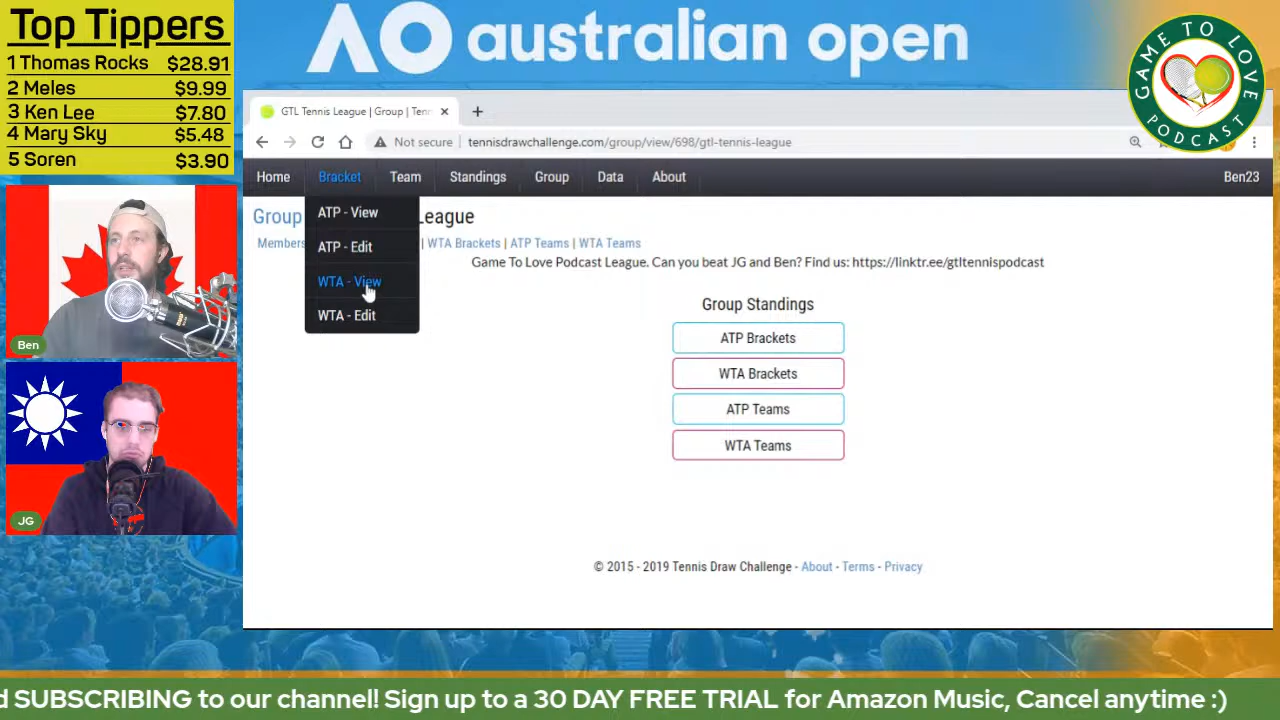 Top Tippers
1 Thomas Rocks $28.91
2 Meles $9.99
3 Ken Lee $7.80
4 Mary Sky $5.48
5 Soren $3.90
australian open
GAME TO LOVE
PODCAST
GTL Tennis League | Group | Tenn
Not secure tennisdrawchallenge.com/group/view/698/gtl-tennis-league
Home Bracket Team Standings Group Data About Ben23
ATP - View
ATP - Edit
WTA - View
WTA - Edit
Group League
Members | WTA Brackets | ATP Teams | WTA Teams
Game To Love Podcast League. Can you beat JG and Ben? Find us: https://linktr.ee/gtltennispodcast
Group Standings
ATP Brackets
WTA Brackets
ATP Teams
WTA Teams
© 2015 - 2019 Tennis Draw Challenge - About - Terms - Privacy
Ben
JG
d SUBSCRIBING to our channel! Sign up to a 30 DAY FREE TRIAL for Amazon Music, Cancel anytime :)